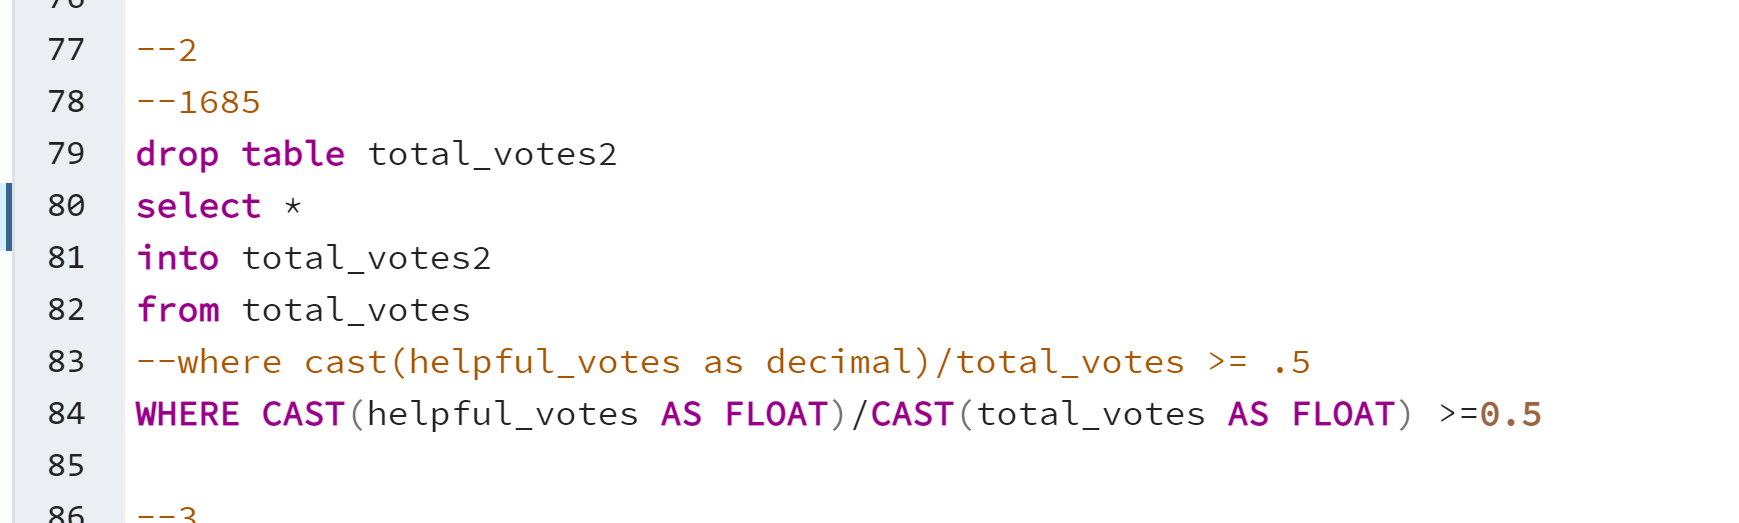 76
77 --2
78 --1685
79 drop table total_votes2
80 select *
81 into total_votes2
82 from total_votes
83 --where cast(helpful_votes as decimal)/total_votes >= .5
84 WHERE CAST(helpful_votes AS FLOAT)/CAST(total_votes AS FLOAT) >=0.5
85
86 --3